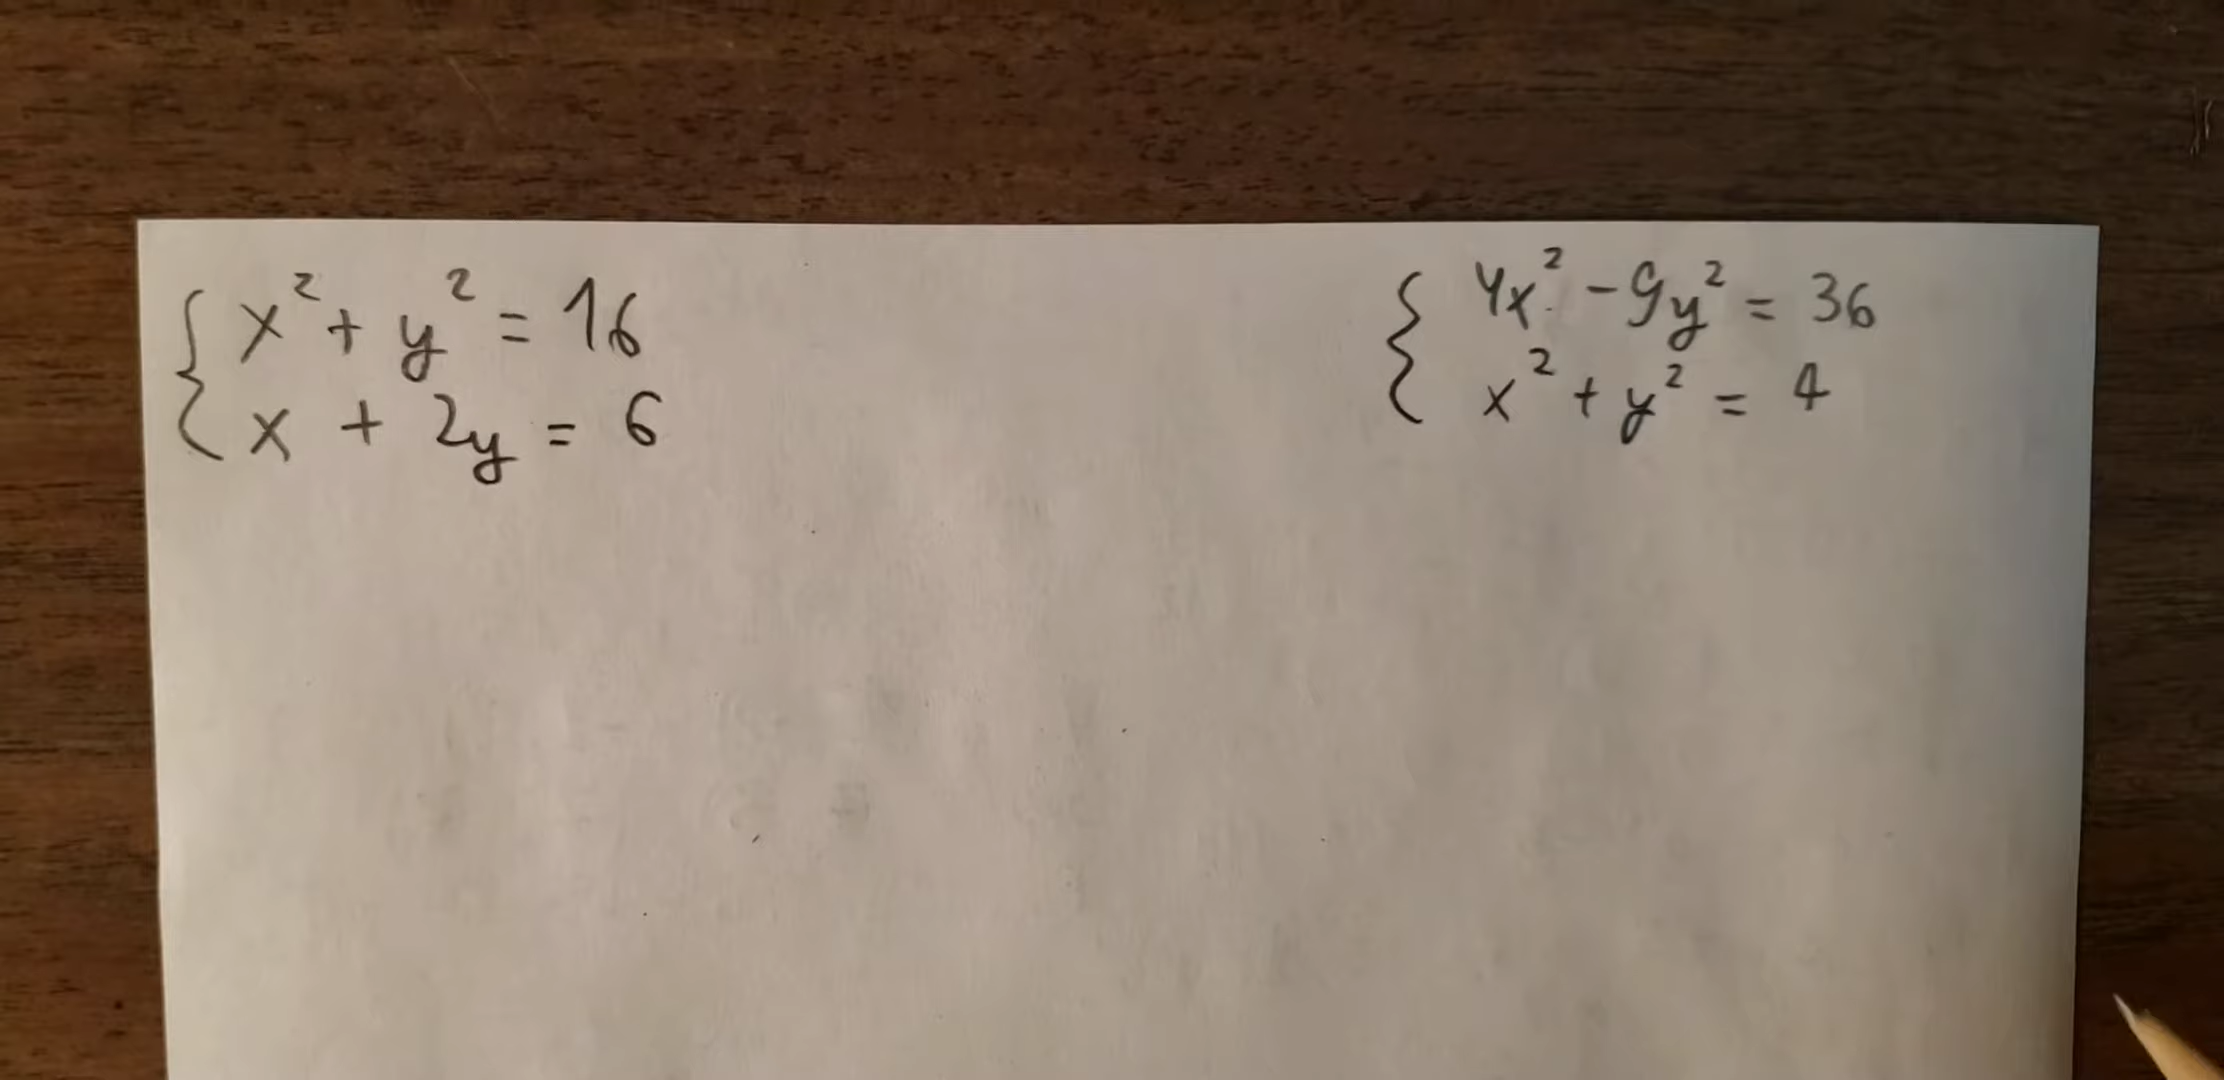 { x² + y² = 16
x + 2y = 6
{ 4x² - 9y² = 36
x² + y² = 4